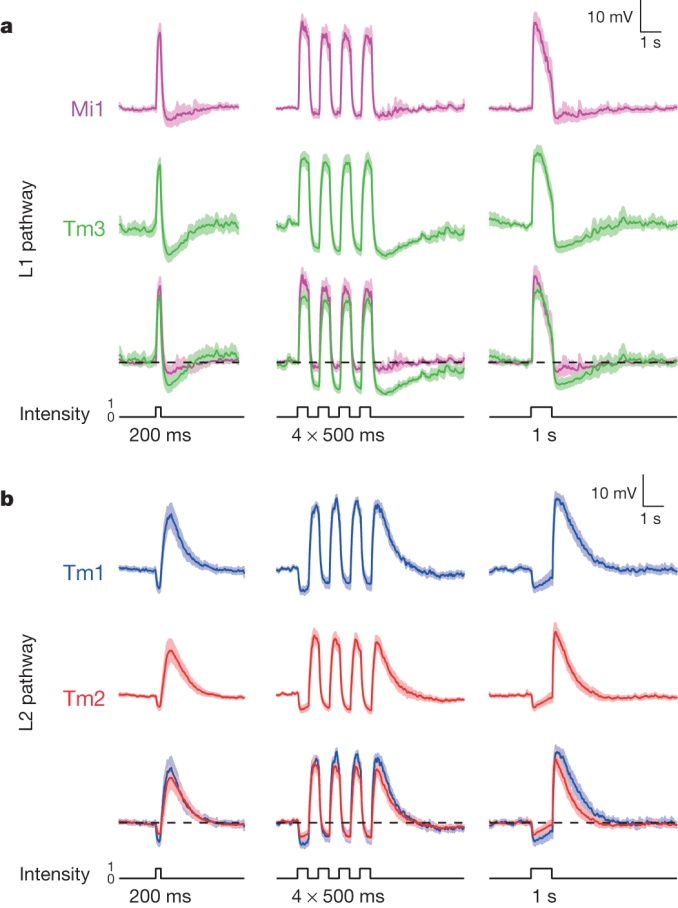 a
10 mV
1 s
Mi1
L1 pathway
Tm3
Intensity
1
0
200 ms
4 × 500 ms
1 s
b
10 mV
1 s
Tm1
L2 pathway
Tm2
Intensity
1
0
200 ms
4 × 500 ms
1 s